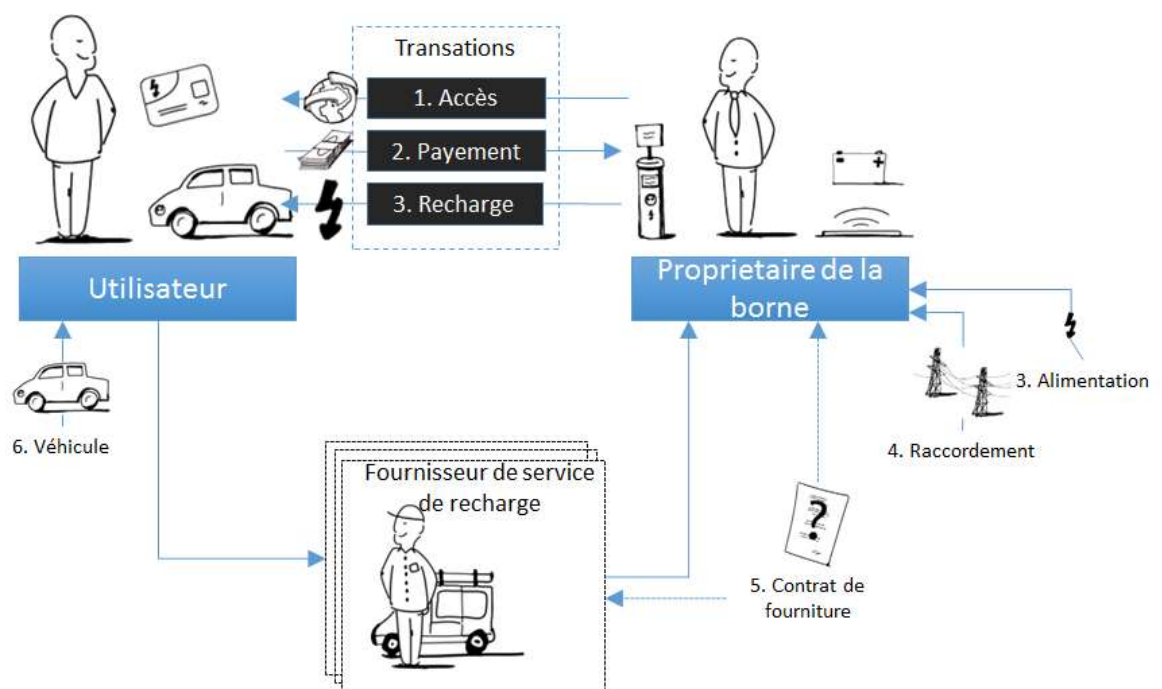 Transations
1. Accès
2. Payement
3. Recharge
Utilisateur
Proprietaire de la
borne
3. Alimentation
4. Raccordement
6. Véhicule
Fournisseur de service
de recharge
?
5. Contrat de
fourniture